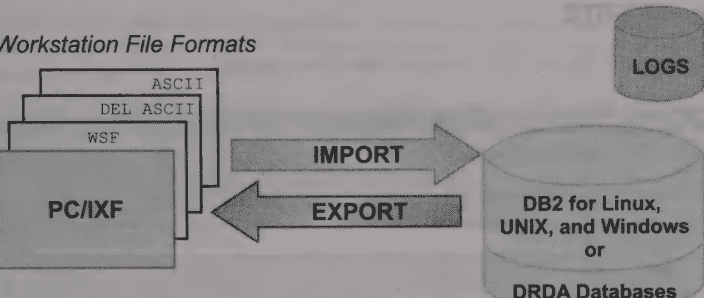 Workstation File Formats
LOGS
ASCII
DEL ASCII
WSF
PC/IXF
IMPORT
EXPORT
DB2 for Linux,
UNIX, and Windows
or
DRDA Databases